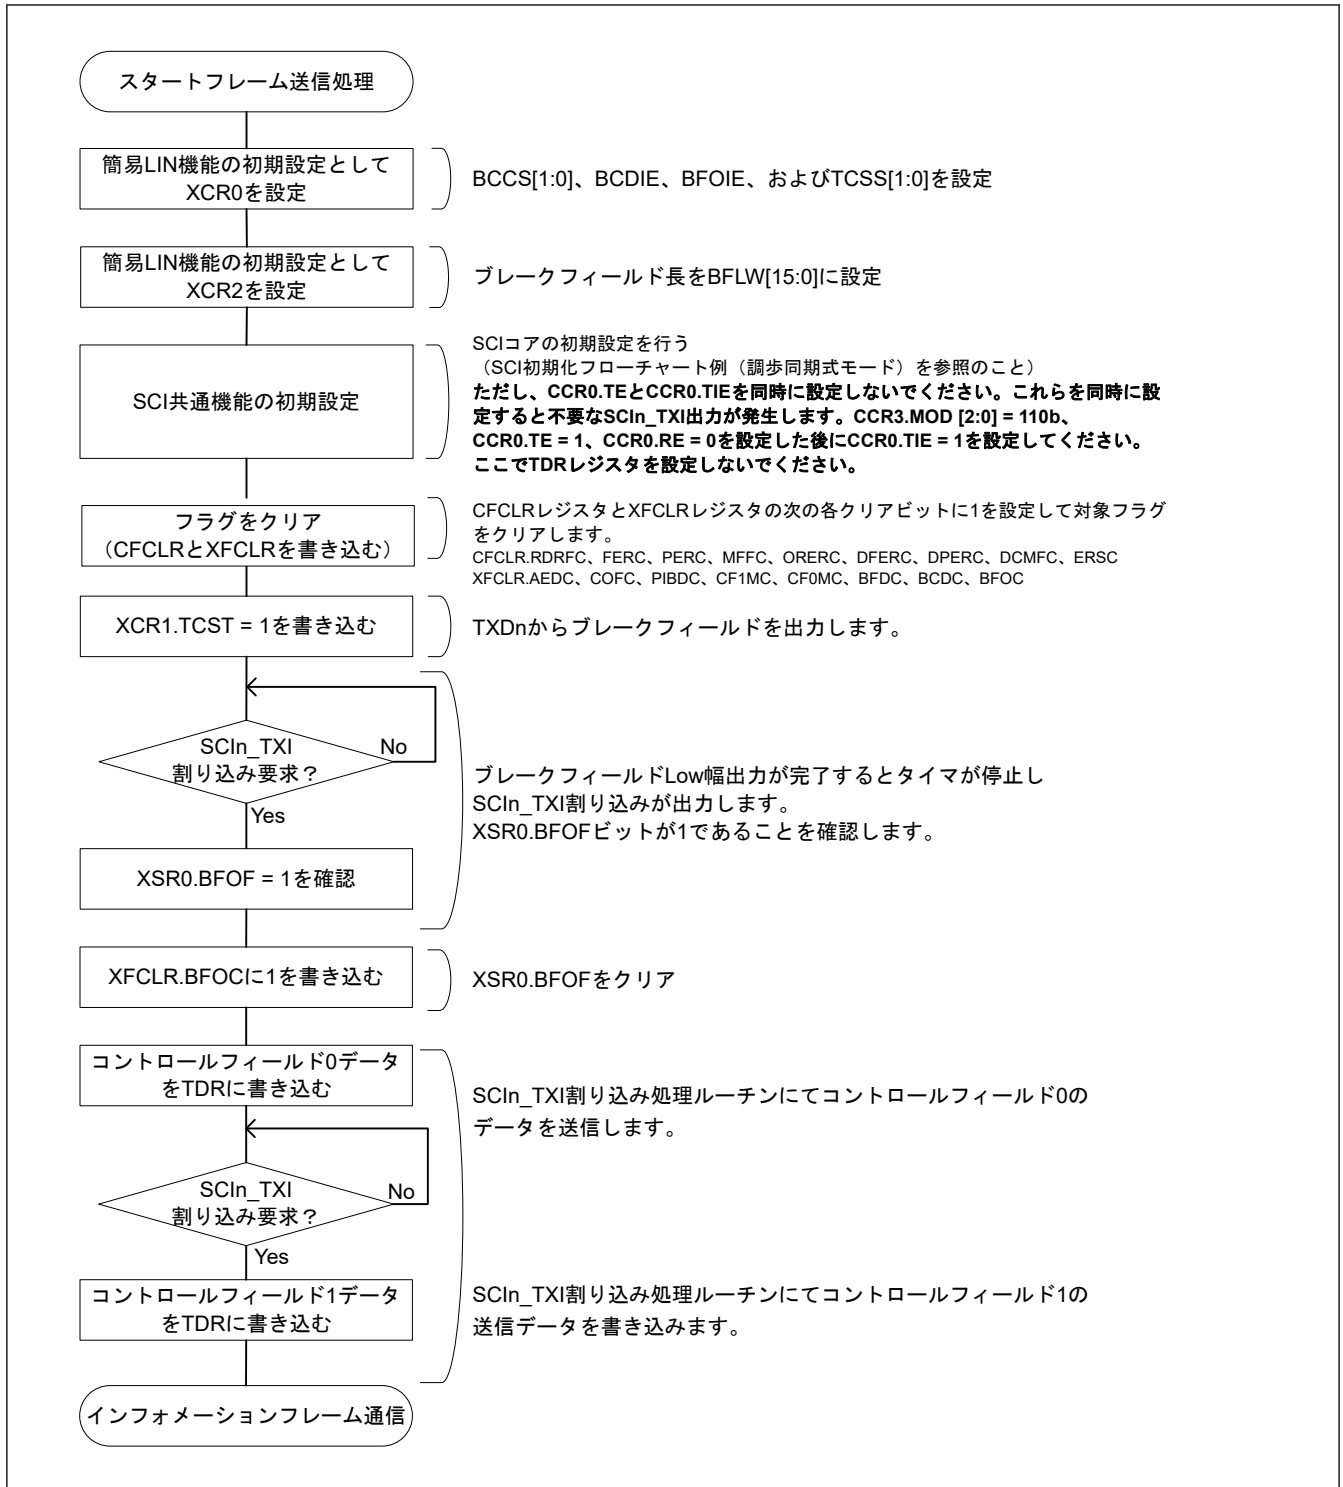 スタートフレーム送信処理
簡易LIN機能の初期設定として
XCR0を設定
BCCS[1:0]、BCDIE、BFOIE、およびTCSS[1:0]を設定
簡易LIN機能の初期設定として
XCR2を設定
ブレークフィールド長をBFLW[15:0]に設定
SCI共通機能の初期設定
SCIコアの初期設定を行う
（SCI初期化フローチャート例（調歩同期式モード）を参照のこと）
ただし、CCR0.TEとCCR0.TIEを同時に設定しないでください。これらを同時に設
定すると不要なSCIn_TXI出力が発生します。CCR3.MOD [2:0] = 110b、
CCR0.TE = 1、CCR0.RE = 0を設定した後にCCR0.TIE = 1を設定してください。
ここでTDRレジスタを設定しないでください。
フラグをクリア
（CFCLRとXFCLRを書き込む）
CFCLRレジスタとXFCLRレジスタの次の各クリアビットに1を設定して対象フラグ
をクリアします。
CFCLR.RDRFC、FERC、PERC、MFFC、ORERC、DFERC、DPERC、DCMFC、ERSC
XFCLR.AEDC、COFC、PIBDC、CF1MC、CF0MC、BFDC、BCDC、BFOC
XCR1.TCST = 1を書き込む
TXDnからブレークフィールドを出力します。
SCIn_TXI
割り込み要求？
No
Yes
ブレークフィールドLow幅出力が完了するとタイマが停止し
SCIn_TXI割り込みが出力します。
XSR0.BFOFビットが1であることを確認します。
XSR0.BFOF = 1を確認
XFCLR.BFOCに1を書き込む
XSR0.BFOFをクリア
コントロールフィールド0データ
をTDRに書き込む
SCIn_TXI割り込み処理ルーチンにてコントロールフィールド0の
データを送信します。
SCIn_TXI
割り込み要求？
No
Yes
コントロールフィールド1データ
をTDRに書き込む
SCIn_TXI割り込み処理ルーチンにてコントロールフィールド1の
送信データを書き込みます。
インフォメーションフレーム通信